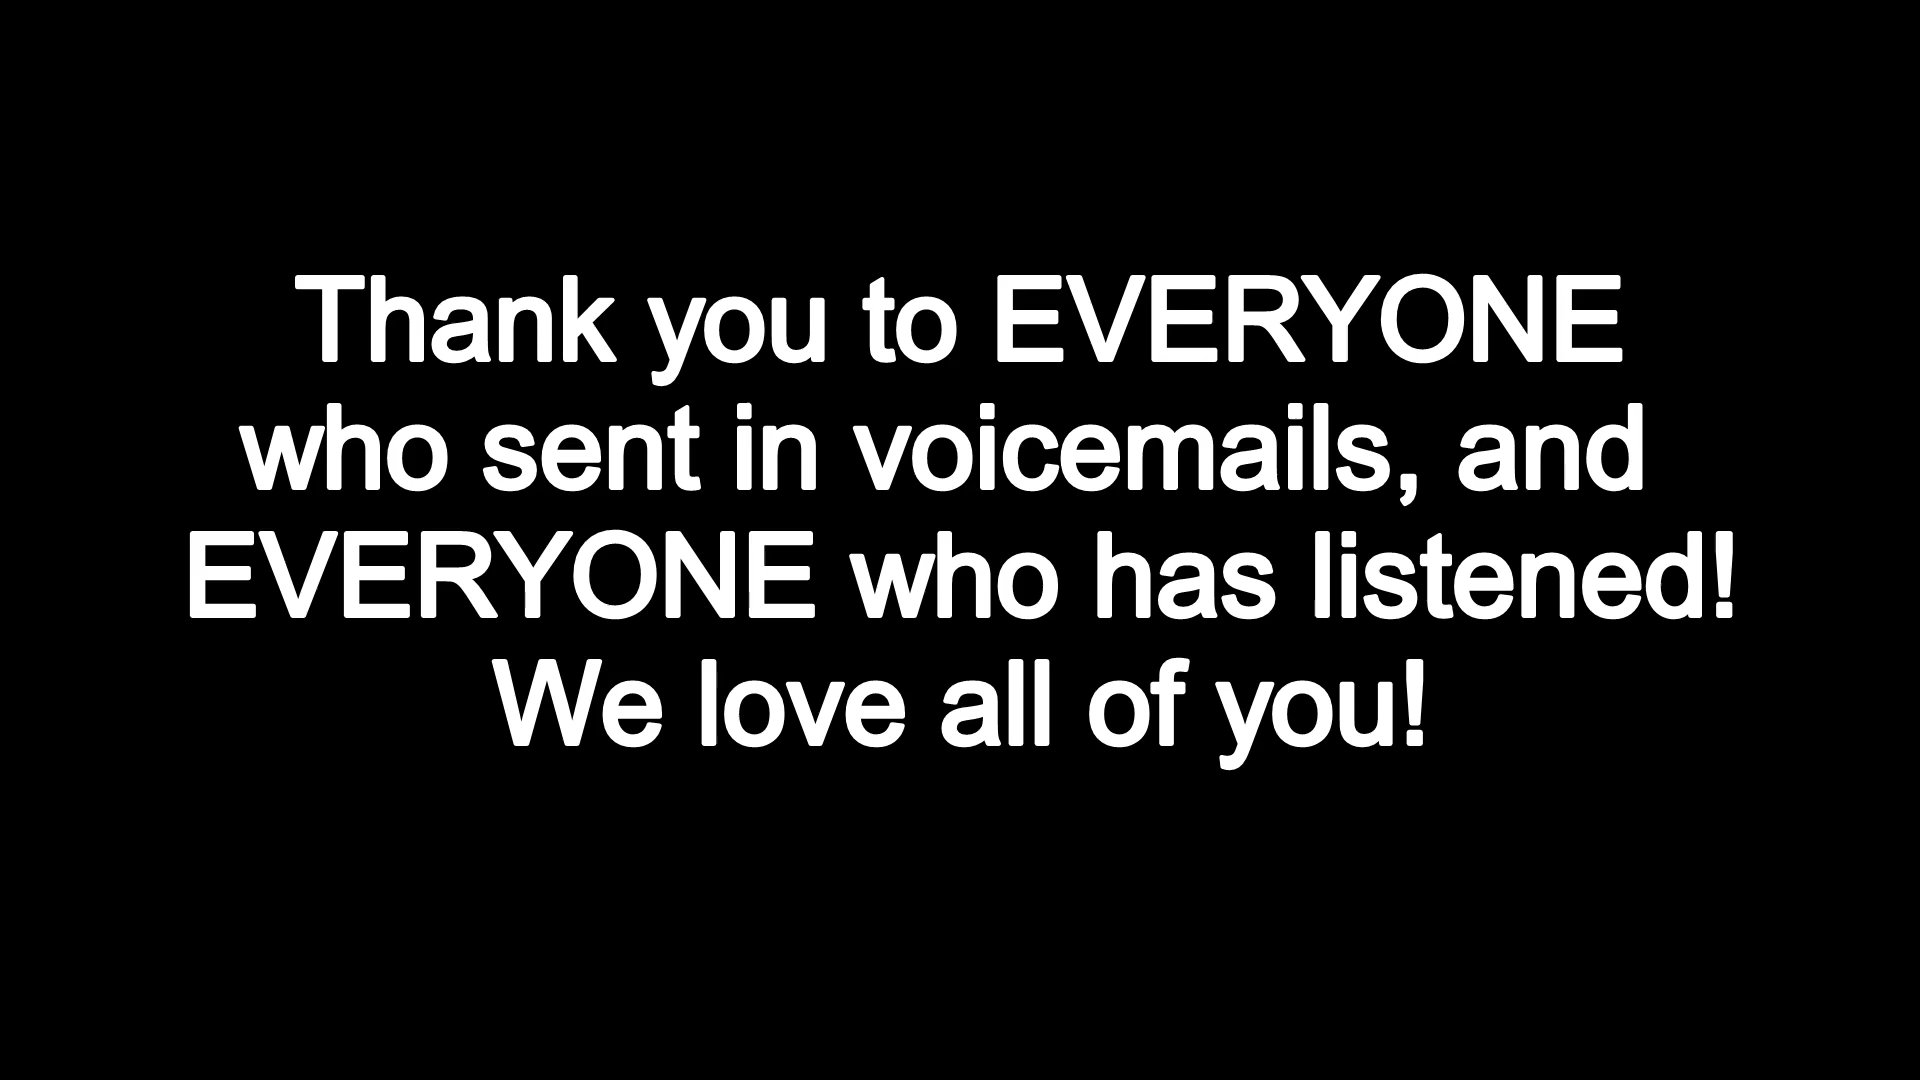 Thank you to EVERYONE
who sent in voicemails, and
EVERYONE who has listened!
We love all of you!